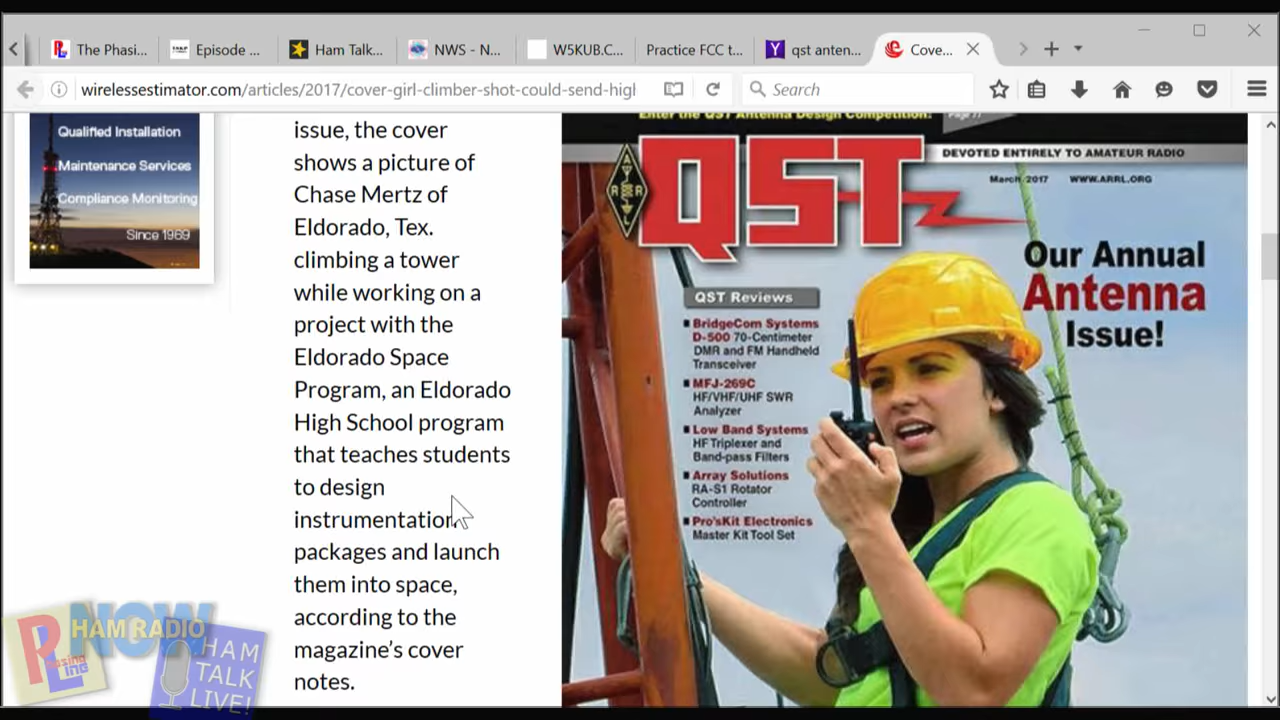 The Phasi...
Episode ...
Ham Talk...
NWS - N...
W5KUB.C...
Practice FCC t...
qst anten...
Cove...
wirelessestimator.com/articles/2017/cover-girl-climber-shot-could-send-higl
Search
Qualified Installation
Maintenance Services
Compliance Monitoring
Since 1969
issue, the cover
shows a picture of
Chase Mertz of
Eldorado, Tex.
climbing a tower
while working on a
project with the
Eldorado Space
Program, an Eldorado
High School program
that teaches students
to design
instrumentation
packages and launch
them into space,
according to the
magazine's cover
notes.
Enter the QST Antenna Design Competition!
Page 77
QST
DEVOTED ENTIRELY TO AMATEUR RADIO
March 2017 WWW.ARRL.ORG
Our Annual
Antenna
Issue!
QST Reviews
BridgeCom Systems
D-500 70-Centimeter
DMR and FM Handheld
Transceiver
MFJ-269C
HF/VHF/UHF SWR
Analyzer
Low Band Systems
HF Triplexer and
Band-pass Filters
Array Solutions
RA-S1 Rotator
Controller
Pro'sKit Electronics
Master Kit Tool Set
NOW
HAM RADIO
HAM
TALK
LIVE!